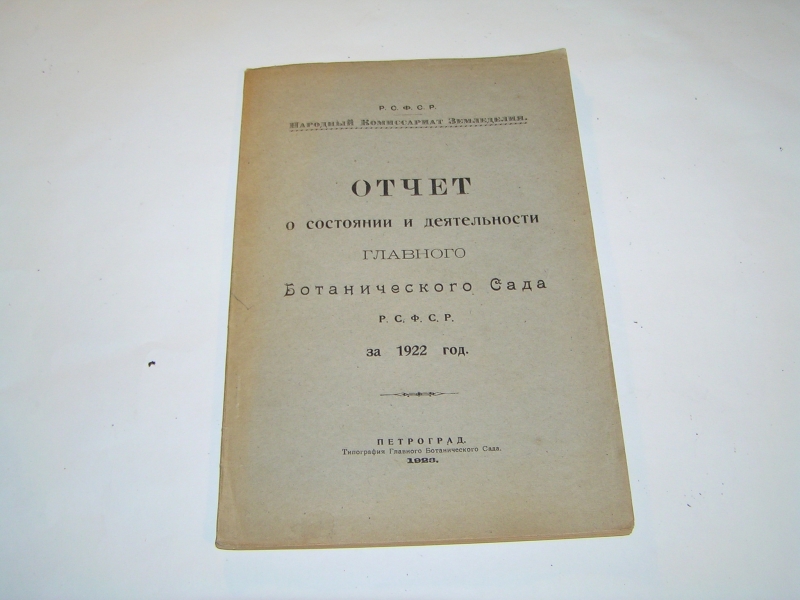 Р. С. Ф. С. Р.
Народный Комиссариат Земледелия.
ОТЧЕТ
о состоянии и деятельности
ГЛАВНОГО
Ботанического Сада
Р. С. Ф. С. Р.
за 1922 год.
ПЕТРОГРАД.
Типография Главного Ботанического Сада.
1923.